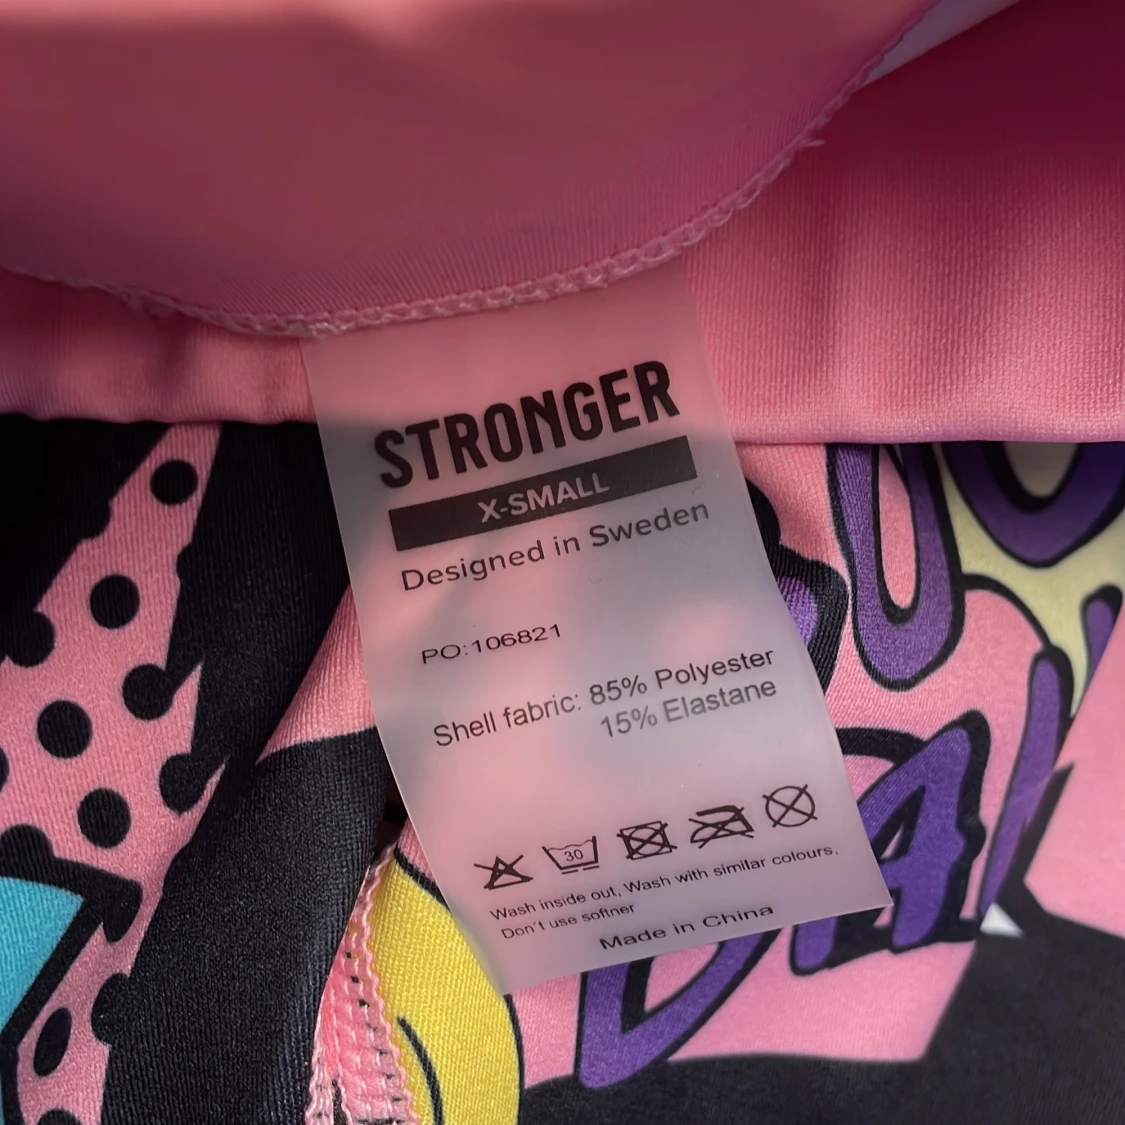 STRONGER
X-SMALL
Designed in Sweden
PO:106821
Shell fabric: 85% Polyester
15% Elastane
30
Wash inside out, Wash with similar colours,
Don't use softner
Made in China